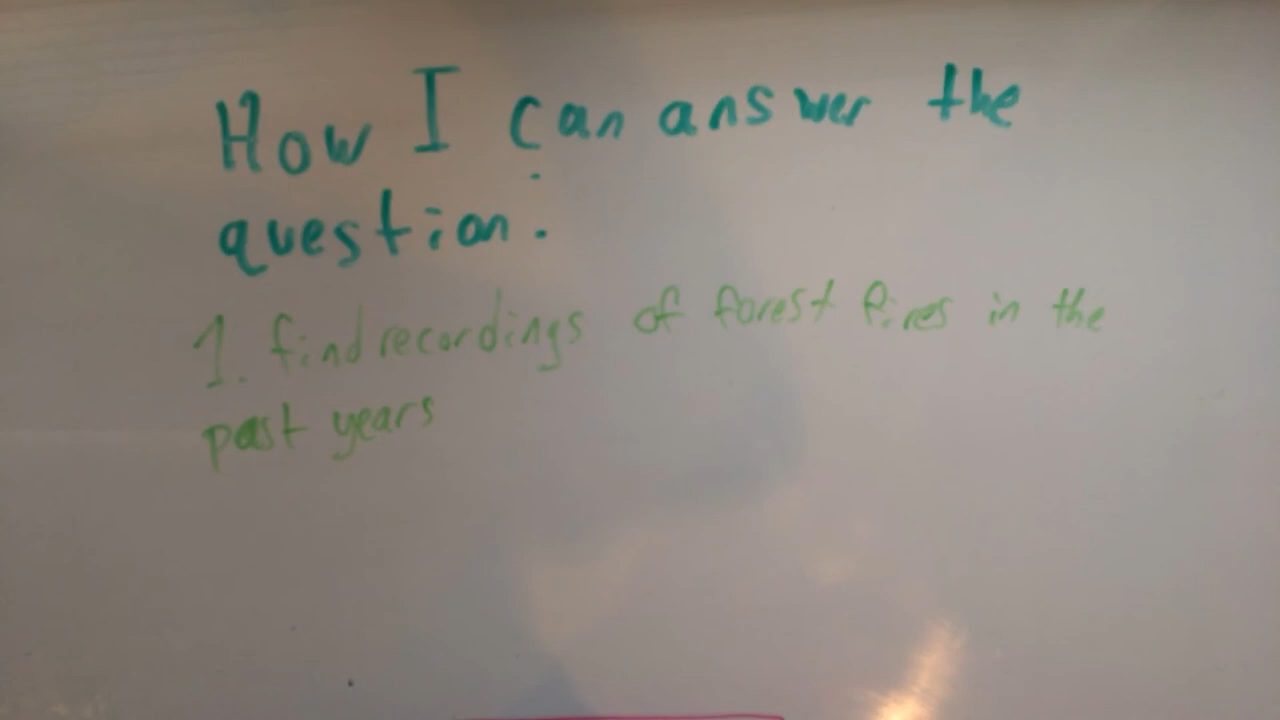 How I can answer the
question:
1. find recordings of forest fires in the
past years